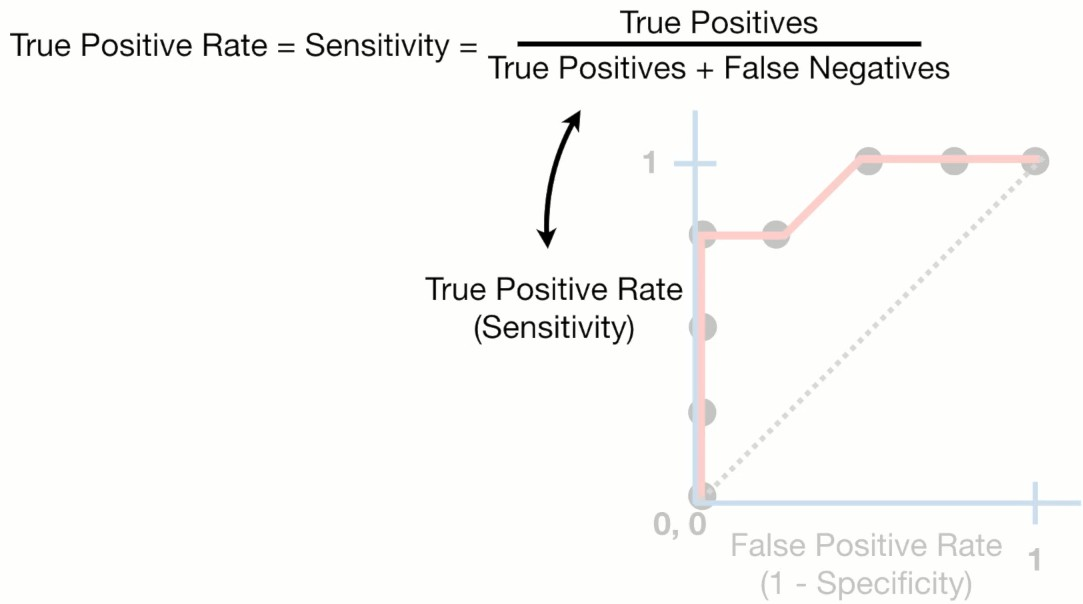 True Positives
True Positive Rate = Sensitivity =
True Positives + False Negatives
1
True Positive Rate
(Sensitivity)
0, 0
False Positive Rate
1
(1 - Specificity)